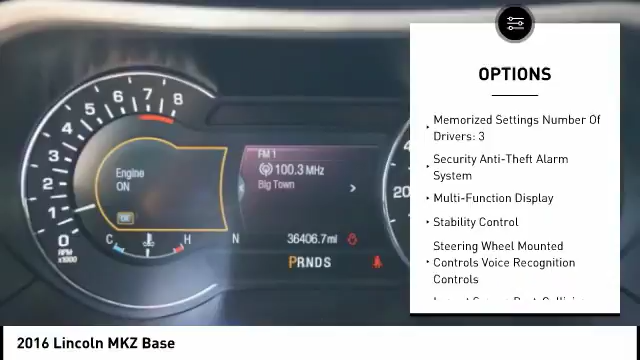 OPTIONS
Memorized Settings Number Of
Drivers: 3
Security Anti-Theft Alarm
System
Multi-Function Display
Stability Control
Steering Wheel Mounted
Controls Voice Recognition
Controls
8
7
6
5
4
3
2
1
0
RPM
x1000
Engine
ON
C
H
FM 1
100.3 MHz
Big Town
N
36406.7mi
PRNDS
20
2016 Lincoln MKZ Base